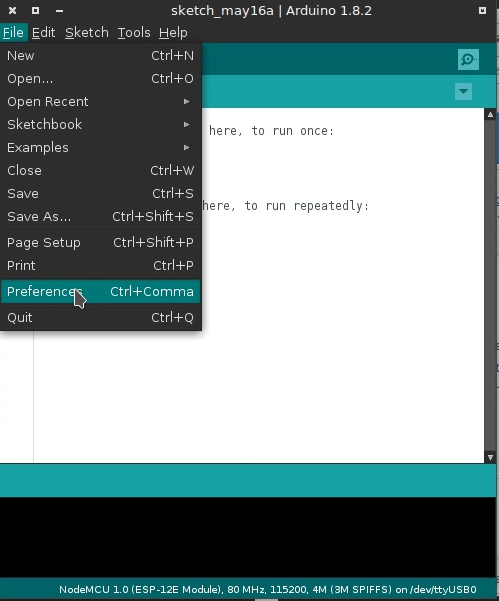 sketch_may16a | Arduino 1.8.2
File Edit Sketch Tools Help
New Ctrl+N
Open... Ctrl+O
Open Recent
Sketchbook
Examples
here, to run once:
Close Ctrl+W
Save Ctrl+S
Save As... Ctrl+Shift+S
here, to run repeatedly:
Page Setup Ctrl+Shift+P
Print Ctrl+P
Preferences Ctrl+Comma
Quit Ctrl+Q
NodeMCU 1.0 (ESP-12E Module), 80 MHz, 115200, 4M (3M SPIFFS) on /dev/ttyUSB0